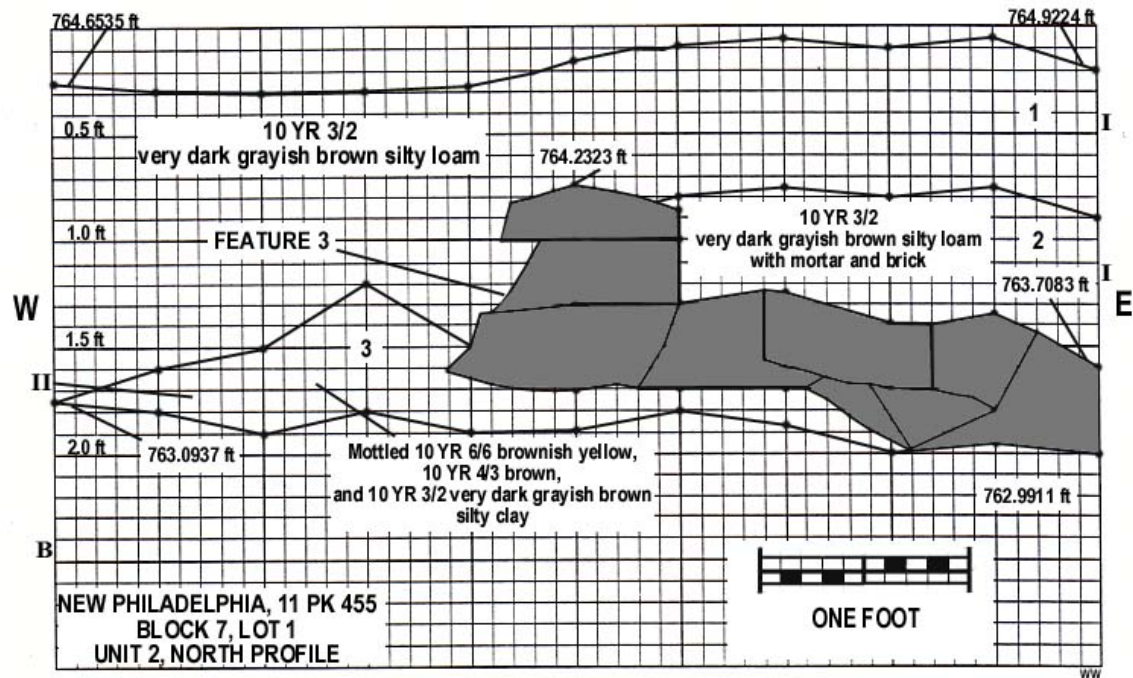 764.6535 ft
764.9224 ft
1
I
0.5 ft
10 YR 3/2
very dark grayish brown silty loam
764.2323 ft
1.0 ft
FEATURE 3
10 YR 3/2
very dark grayish brown silty loam
with mortar and brick
2
I
763.7083 ft
W
E
1.5 ft
3
II
2.0 ft
763.0937 ft
Mottled 10 YR 6/6 brownish yellow,
10 YR 4/3 brown,
and 10 YR 3/2 very dark grayish brown
silty clay
762.9911 ft
B
NEW PHILADELPHIA, 11 PK 455
BLOCK 7, LOT 1
UNIT 2, NORTH PROFILE
ONE FOOT
WW